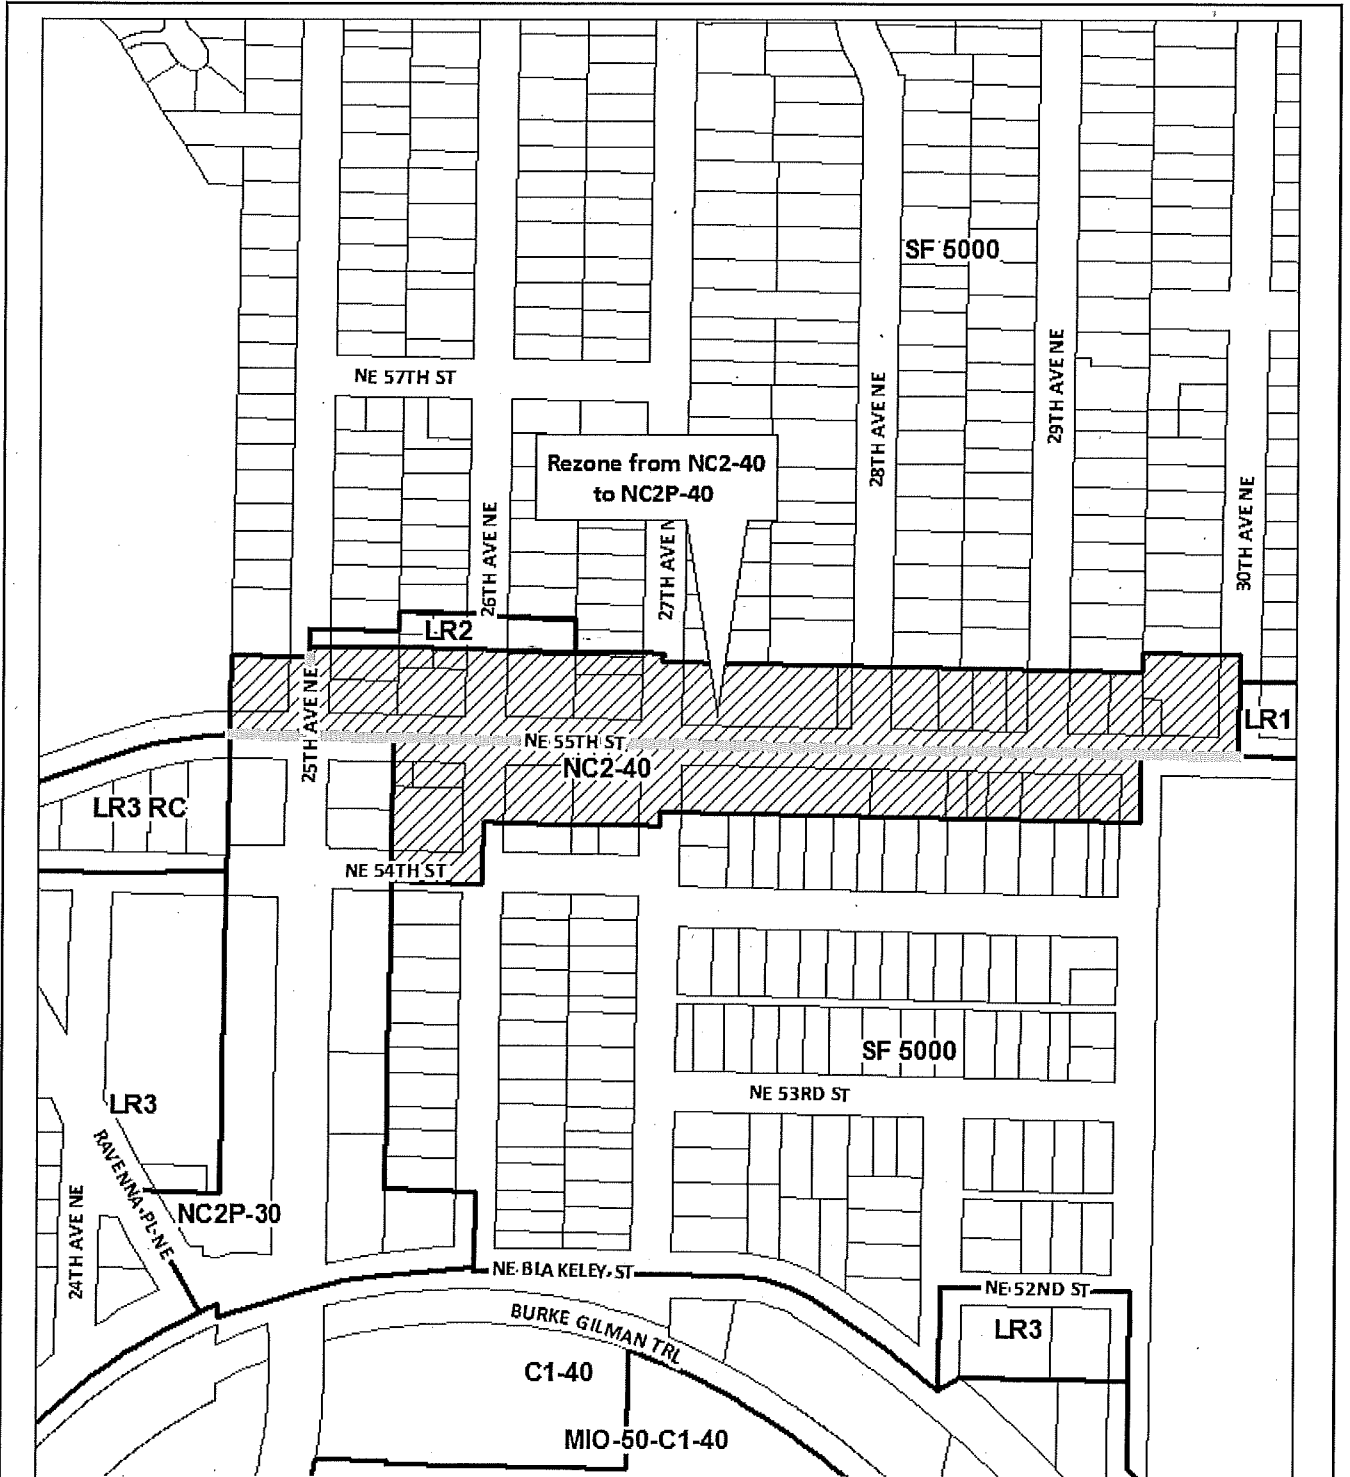 SF 5000
29TH AVE NE
NE 57TH ST
28TH AVE NE
Rezone from NC2-40
to NC2P-40
30TH AVE NE
26TH AVE NE
27TH AVE N
LR2
25TH AVE NE
LR1
NE 55TH ST
NC2-40
LR3 RC
NE 54TH ST
SF 5000
NE 53RD ST
LR3
RAVENNA PL NE
24TH AVE NE
NC2P-30
NE BLAKELEY ST
NE 52ND ST
BURKE GILMAN TRL
LR3
C1-40
MIO-50-C1-40